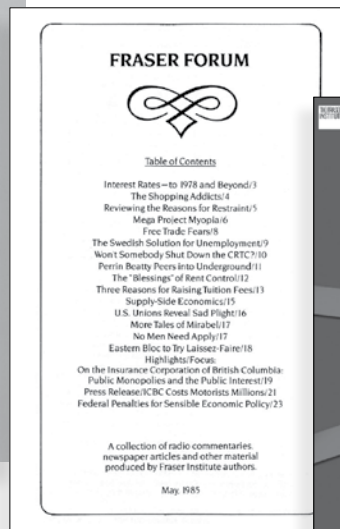 FRASER FORUM
Table of Contents
Interest Rates—to 1978 and Beyond/3
The Shopping Addicts/4
Reviewing the Reasons for Restraint/5
Mega Project Myopia/6
Free Trade Fears/8
The Swedish Solution for Unemployment/9
Won't Somebody Shut Down the CRTC?/10
Perrin Beatty Peers into Underground/11
The "Blessings" of Rent Control/12
Three Reasons for Raising Tuition Fees/13
Supply-Side Economics/15
U.S. Unions Reveal Sad Plight/16
More Tales of Mirabel/17
No Men Need Apply/17
Eastern Bloc to Try Laissez-Faire/18
Highlights/Focus:
On the Insurance Corporation of British Columbia:
Public Monopolies and the Public Interest/19
Press Release/ICBC Costs Motorists Millions/21
Federal Penalties for Sensible Economic Policy/23
A collection of radio commentaries,
newspaper articles and other material
produced by Fraser Institute authors.
May, 1985